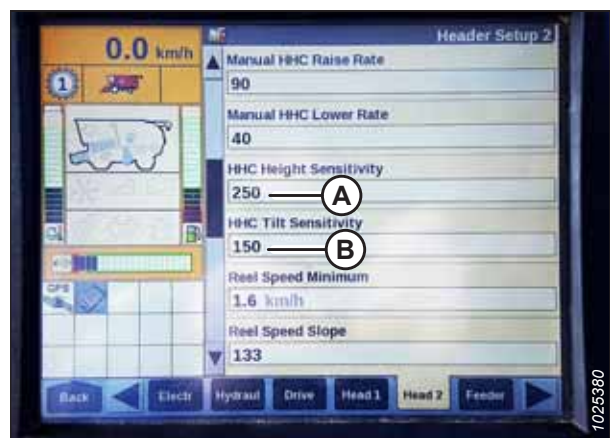 0.0 km/h
Header Setup 2
1
Manual HHC Raise Rate
90
Manual HHC Lower Rate
40
HHC Height Sensitivity
250
A
HHC Tilt Sensitivity
150
B
Reel Speed Minimum
1.6 km/h
GPS
Reel Speed Slope
133
Back
Electr
Hydraul
Drive
Head 1
Head 2
Feeder
1025380